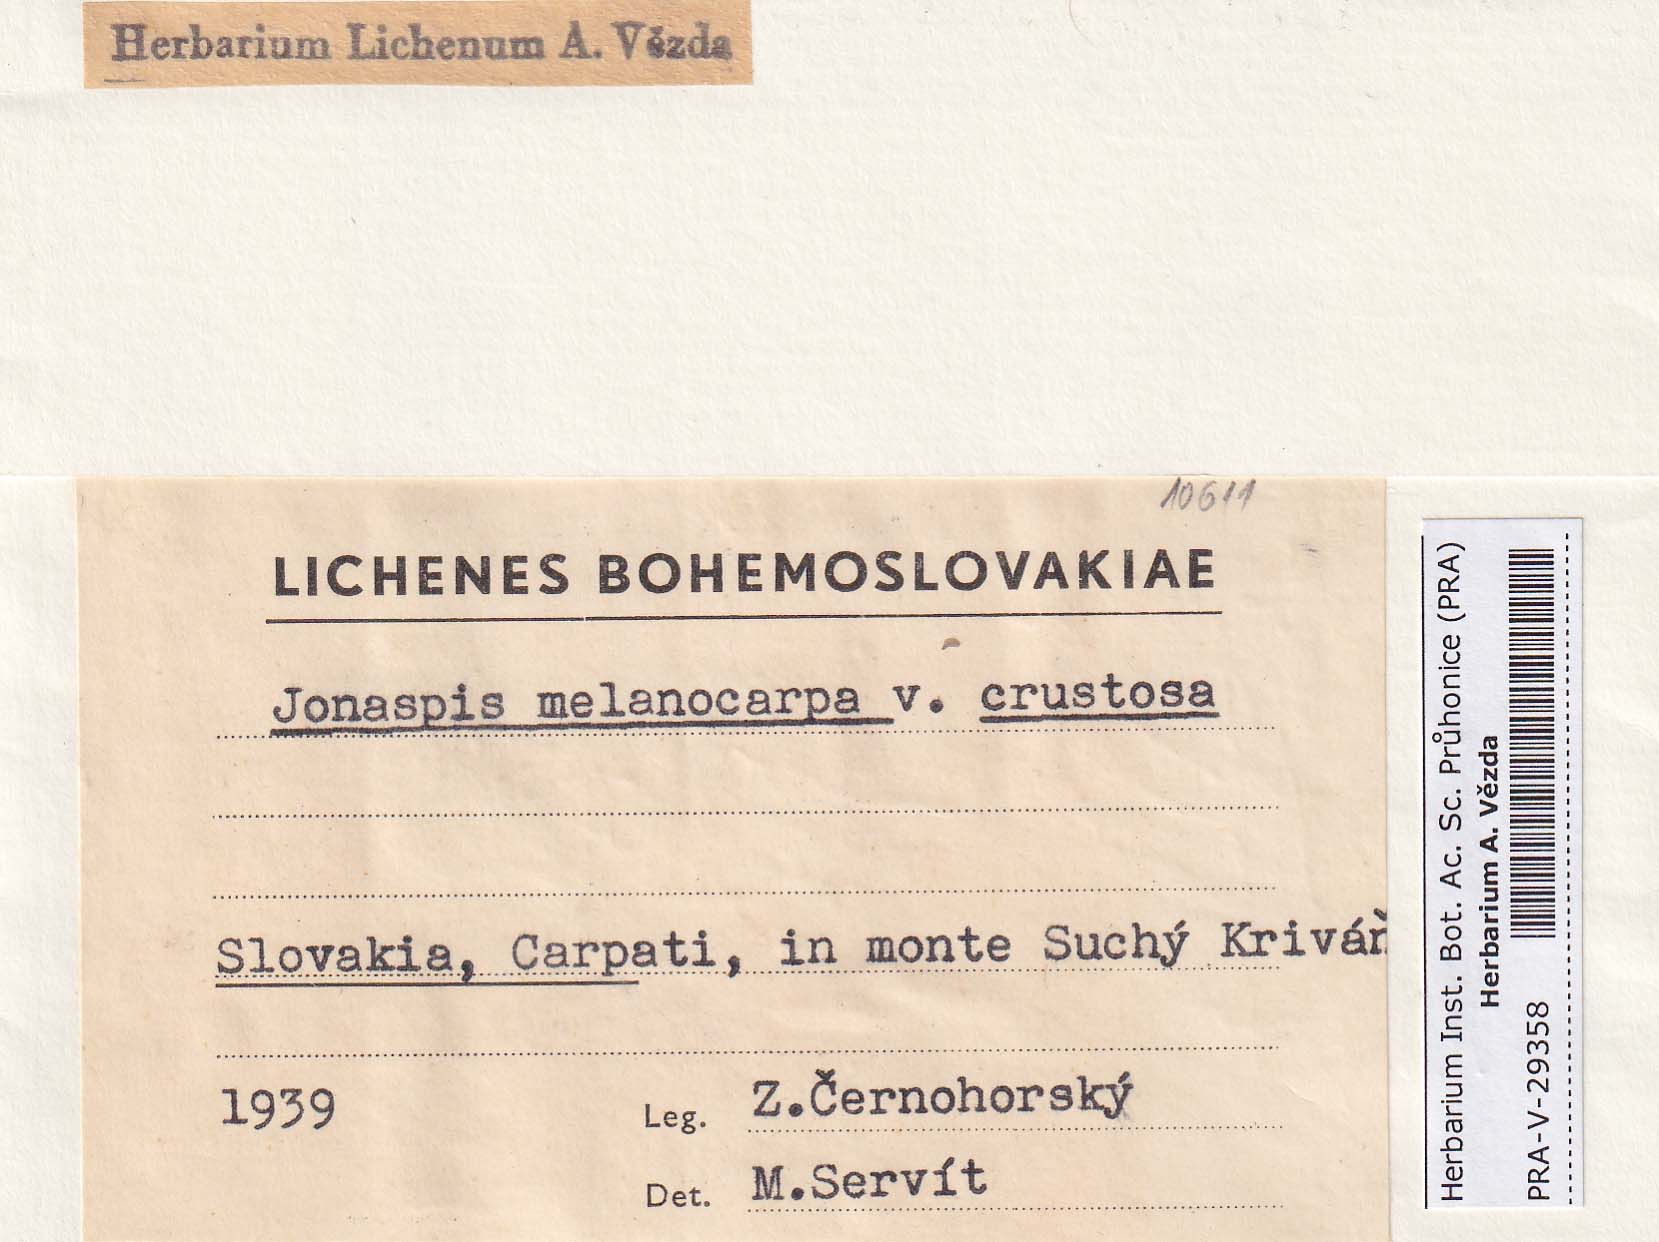 Herbarium Lichenum A. Vězda
10611
LICHENES BOHEMOSLOVAKIAE
Jonaspis melanocarpa v. crustosa
Slovakia, Carpati, in monte Suchý Kriváň
1939
Leg. Z.Černohorský
Det. M.Servít
Herbarium Inst. Bot. Ac. Sc. Průhonice (PRA)
Herbarium A. Vězda
PRA-V-29358